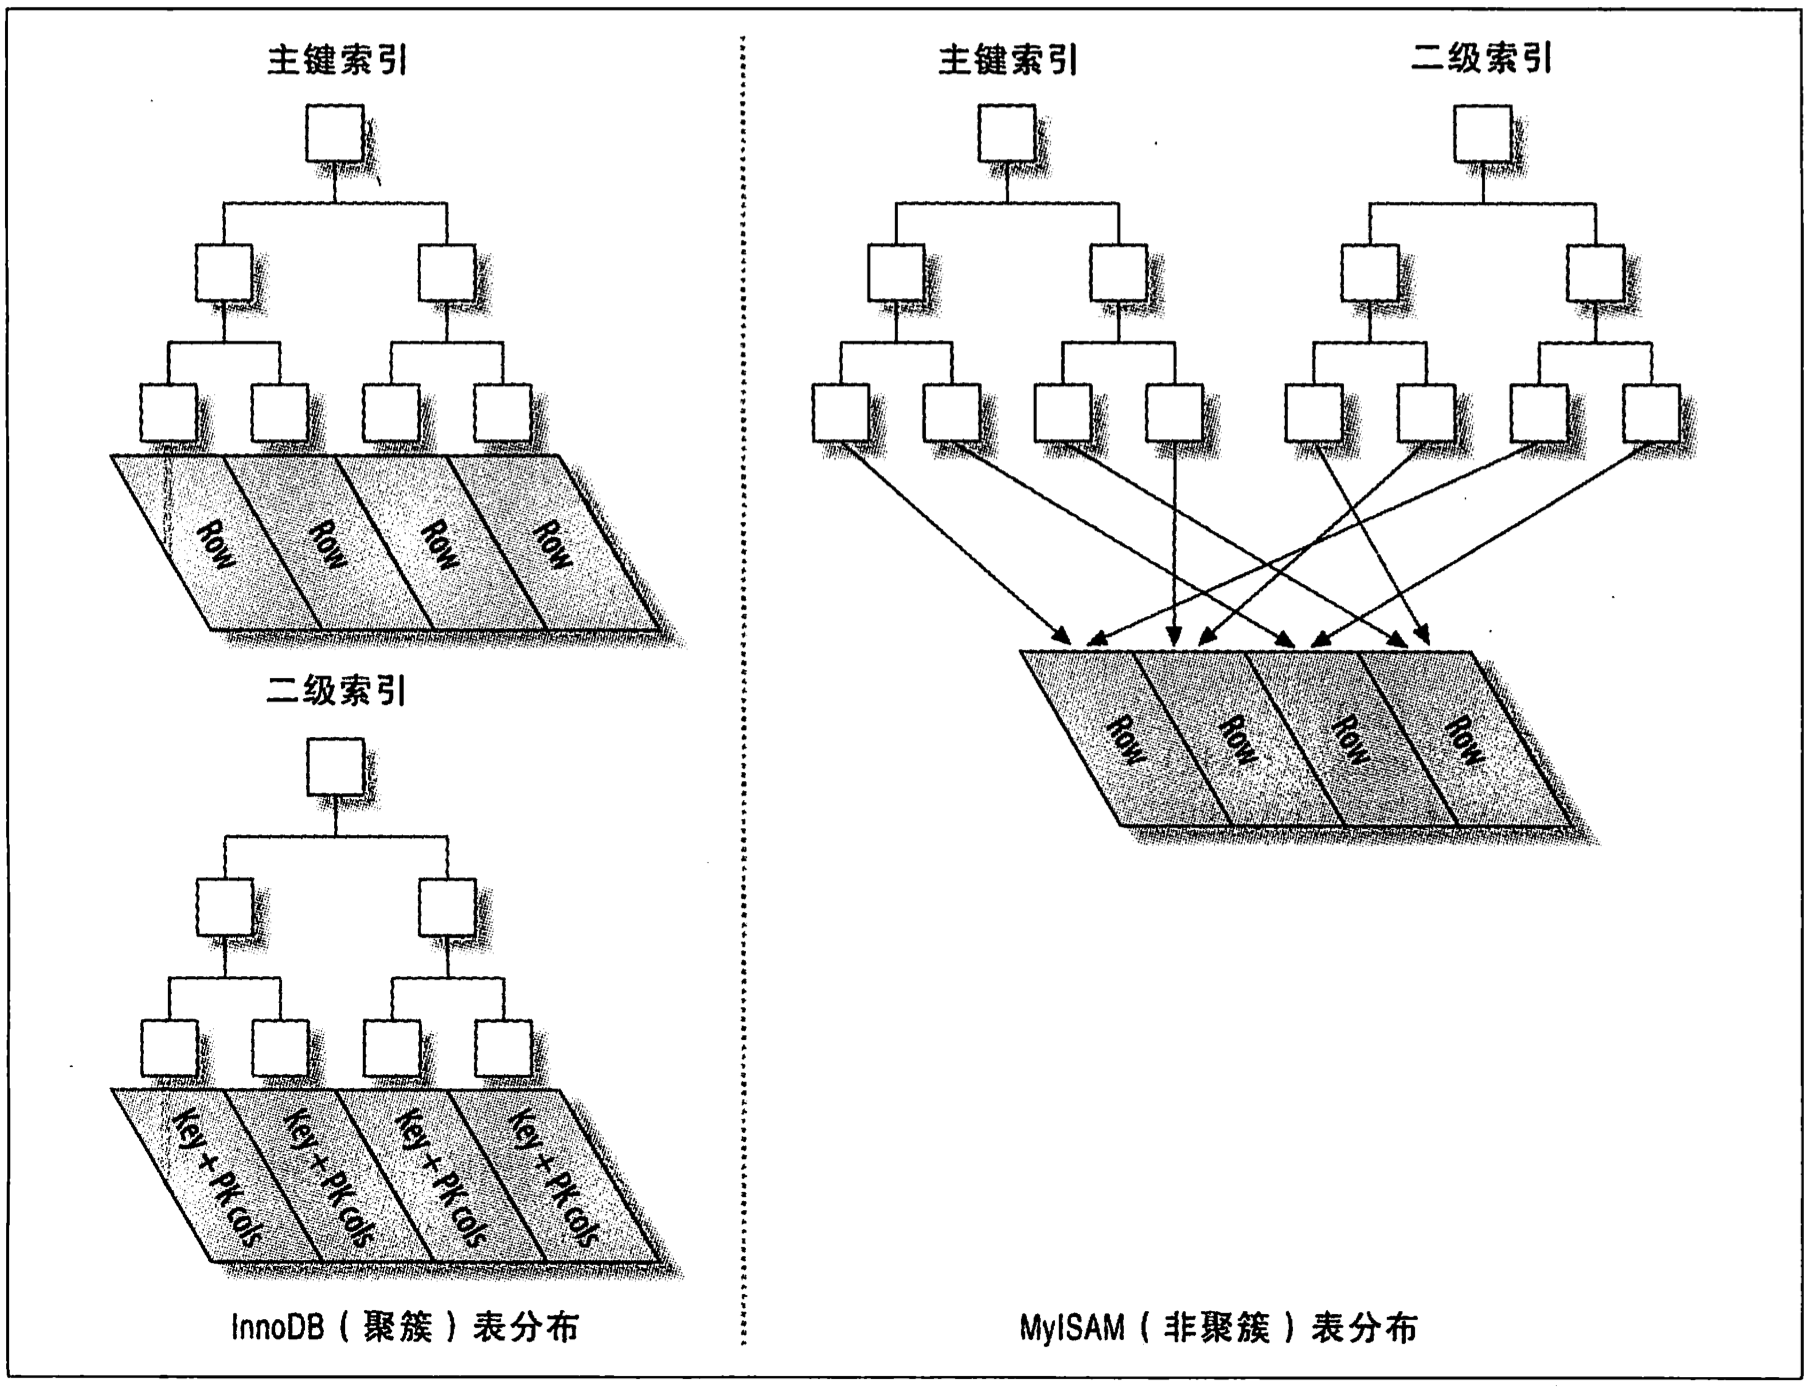 主键索引
Row
Row
Row
Row
二级索引
Key + PK cols
Key + PK cols
Key + PK cols
Key + PK cols
InnoDB（聚簇）表分布
主键索引
二级索引
Row
Row
Row
Row
MyISAM（非聚簇）表分布